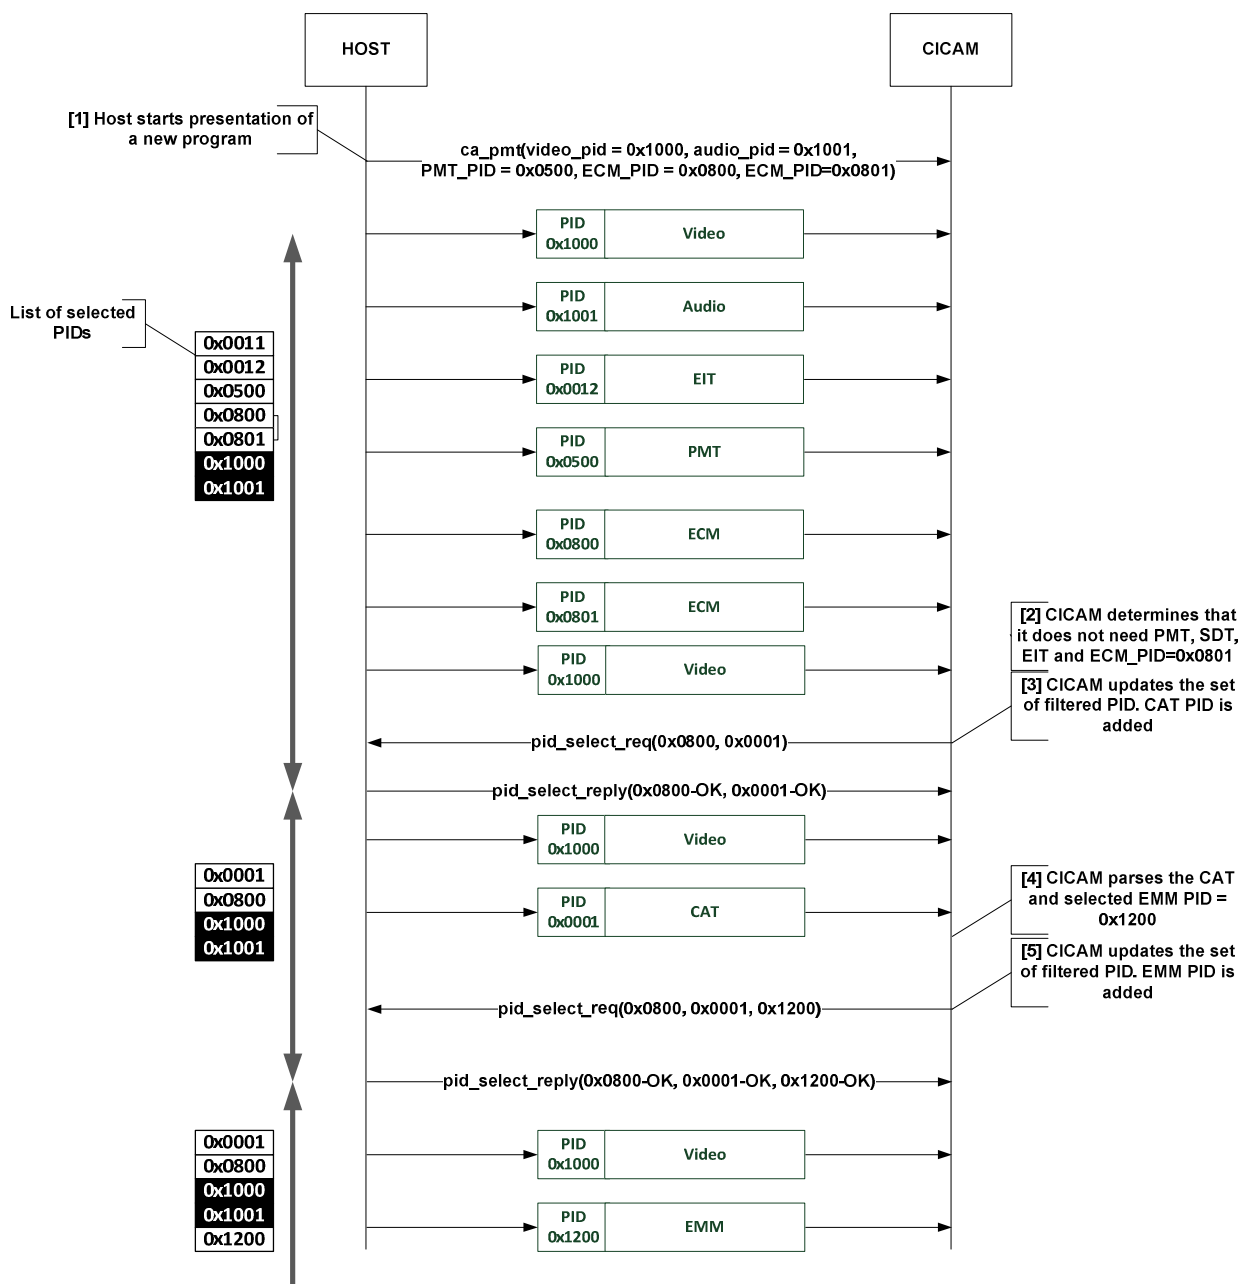 HOST
CICAM
[1] Host starts presentation of
a new program
ca_pmt(video_pid = 0x1000, audio_pid = 0x1001,
PMT_PID = 0x0500, ECM_PID = 0x0800, ECM_PID=0x0801)
PID
0x1000
Video
List of selected
PIDs
PID
0x1001
Audio
0x0011
0x0012
0x0500
0x0800
0x0801
0x1000
0x1001
PID
0x0012
EIT
PID
0x0500
PMT
PID
0x0800
ECM
PID
0x0801
ECM
[2] CICAM determines that
it does not need PMT, SDT,
EIT and ECM_PID=0x0801
PID
0x1000
Video
[3] CICAM updates the set
of filtered PID. CAT PID is
added
pid_select_req(0x0800, 0x0001)
pid_select_reply(0x0800-OK, 0x0001-OK)
PID
0x1000
Video
0x0001
0x0800
0x1000
0x1001
PID
0x0001
CAT
[4] CICAM parses the CAT
and selected EMM PID =
0x1200
[5] CICAM updates the set
of filtered PID. EMM PID is
added
pid_select_req(0x0800, 0x0001, 0x1200)
pid_select_reply(0x0800-OK, 0x0001-OK, 0x1200-OK)
0x0001
0x0800
0x1000
0x1001
0x1200
PID
0x1000
Video
PID
0x1200
EMM